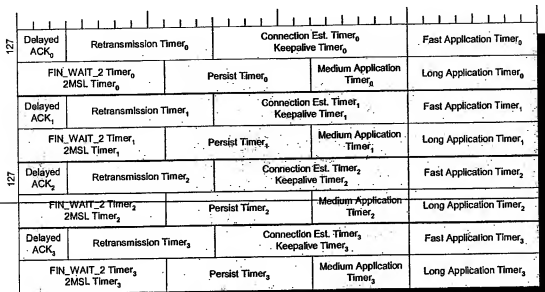 127
Delayed ACK₀ Retransmission Timer₀ Connection Est. Timer₀ Keepalive Timer₀ Fast Application Timer₀
FIN_WAIT_2 Timer₀ 2MSL Timer₀ Persist Timer₀ Medium Application Timer₀ Long Application Timer₀
Delayed ACK₁ Retransmission Timer₁ Connection Est. Timer₁ Keepalive Timer₁ Fast Application Timer₁
FIN_WAIT_2 Timer₁ 2MSL Timer₁ Persist Timer₁ Medium Application Timer₁ Long Application Timer₁
127
Delayed ACK₂ Retransmission Timer₂ Connection Est. Timer₂ Keepalive Timer₂ Fast Application Timer₂
FIN_WAIT_2 Timer₂ 2MSL Timer₂ Persist Timer₂ Medium Application Timer₂ Long Application Timer₂
Delayed ACK₃ Retransmission Timer₃ Connection Est. Timer₃ Keepalive Timer₃ Fast Application Timer₃
FIN_WAIT_2 Timer₃ 2MSL Timer₃ Persist Timer₃ Medium Application Timer₃ Long Application Timer₃